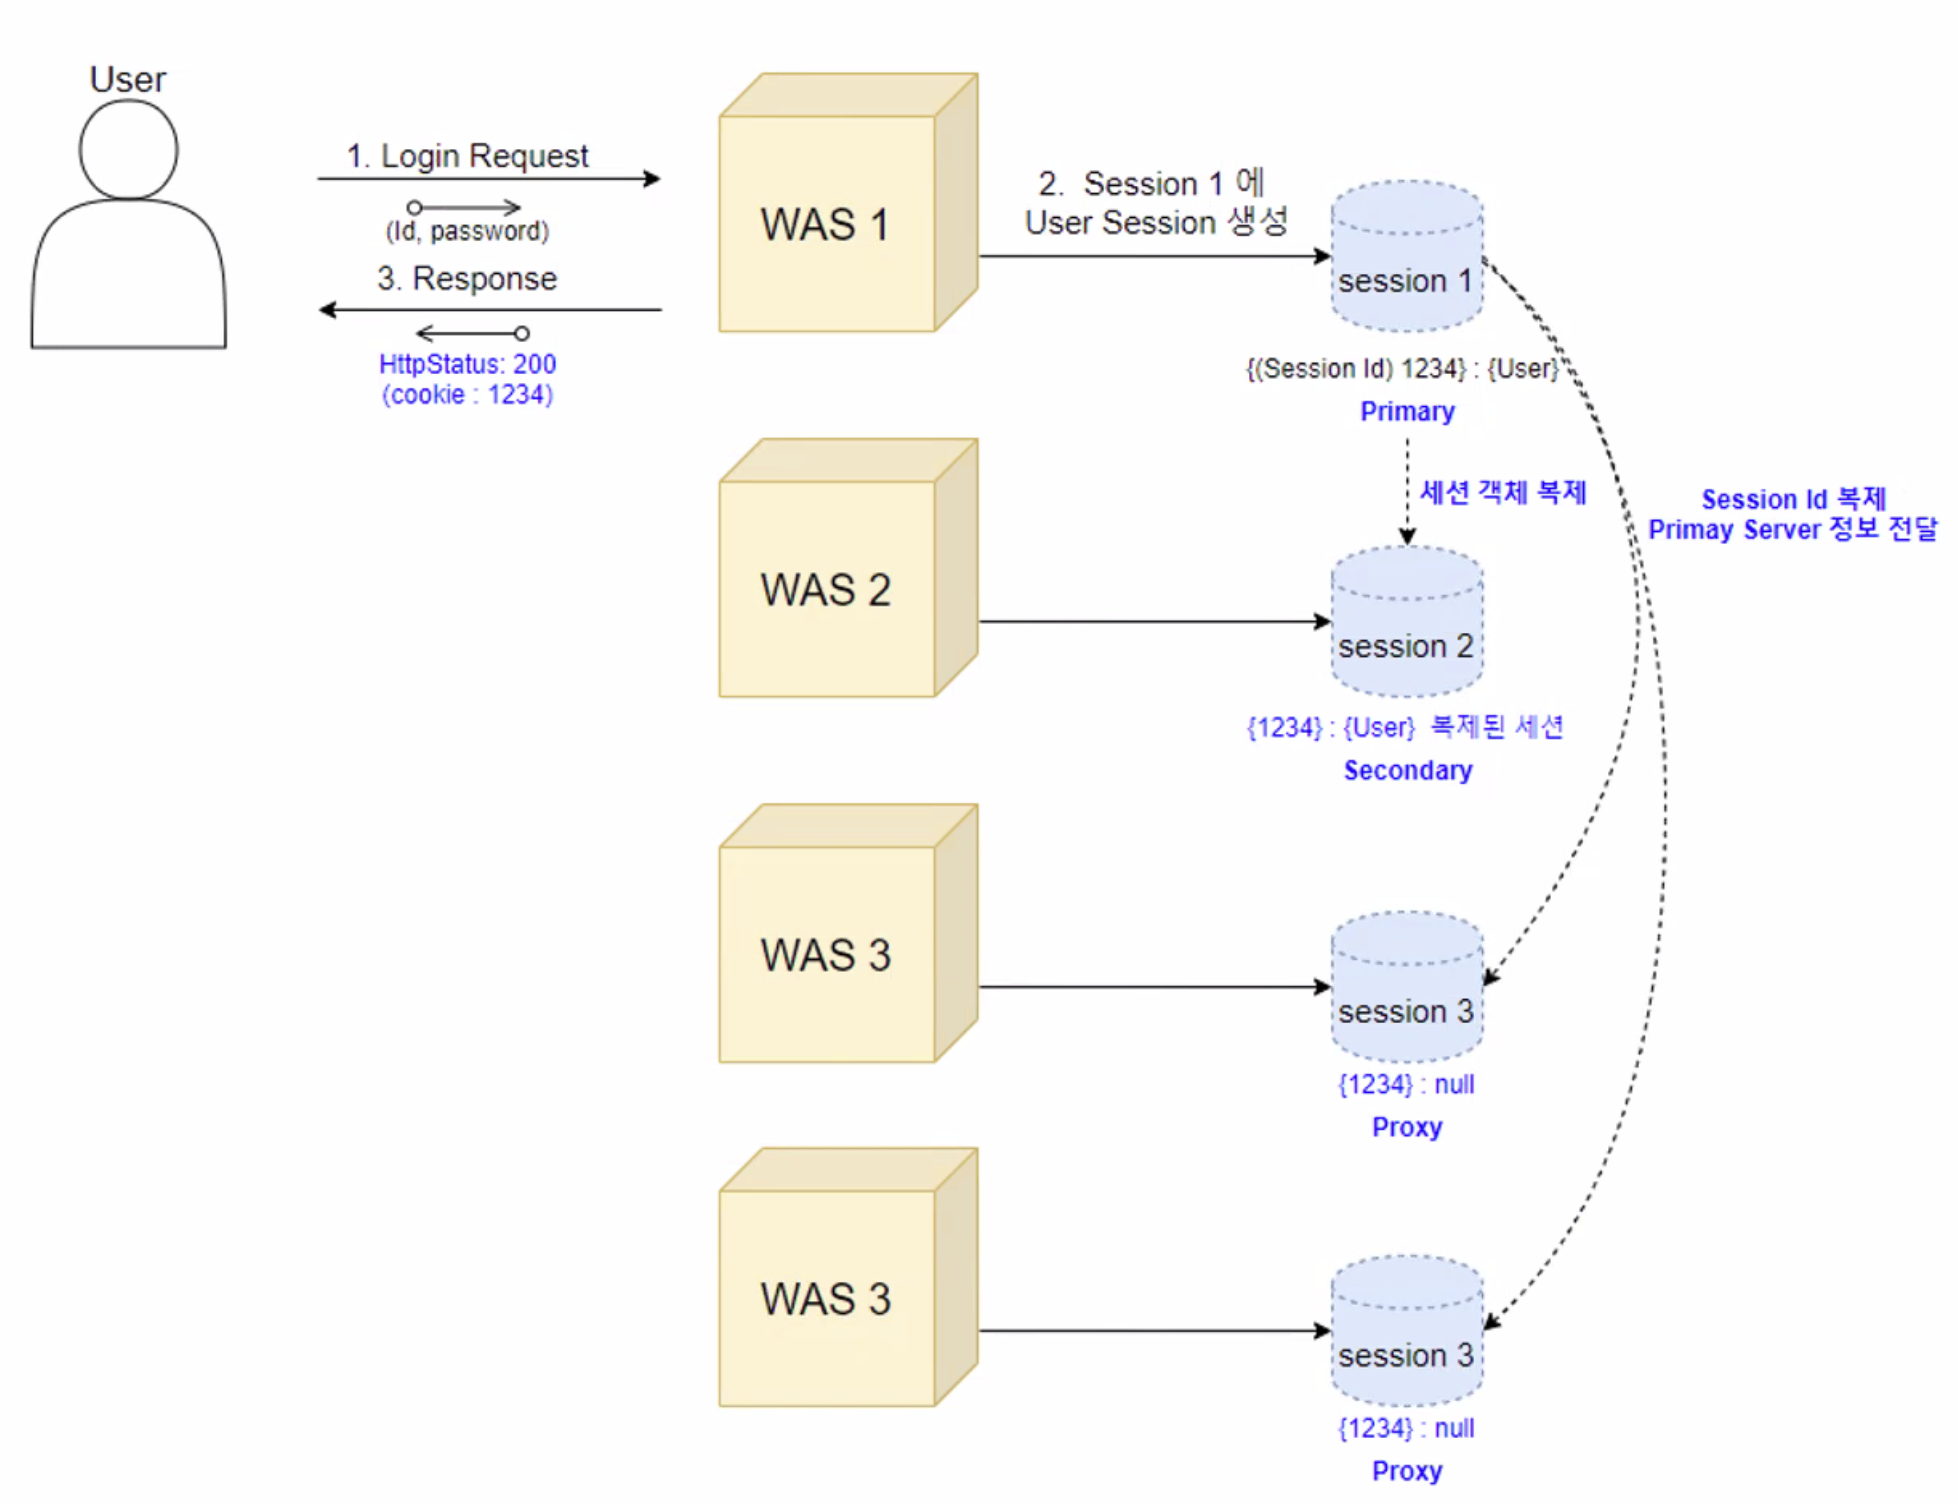 User
1. Login Request
(Id, password)
3. Response
HttpStatus: 200
(cookie : 1234)
WAS 1
2. Session 1 에
User Session 생성
session 1
{(Session Id) 1234} : {User}
Primary
세션 객체 복제
Session Id 복제
Primay Server 정보 전달
WAS 2
session 2
{1234} : {User} 복제된 세션
Secondary
WAS 3
session 3
{1234} : null
Proxy
WAS 3
session 3
{1234} : null
Proxy